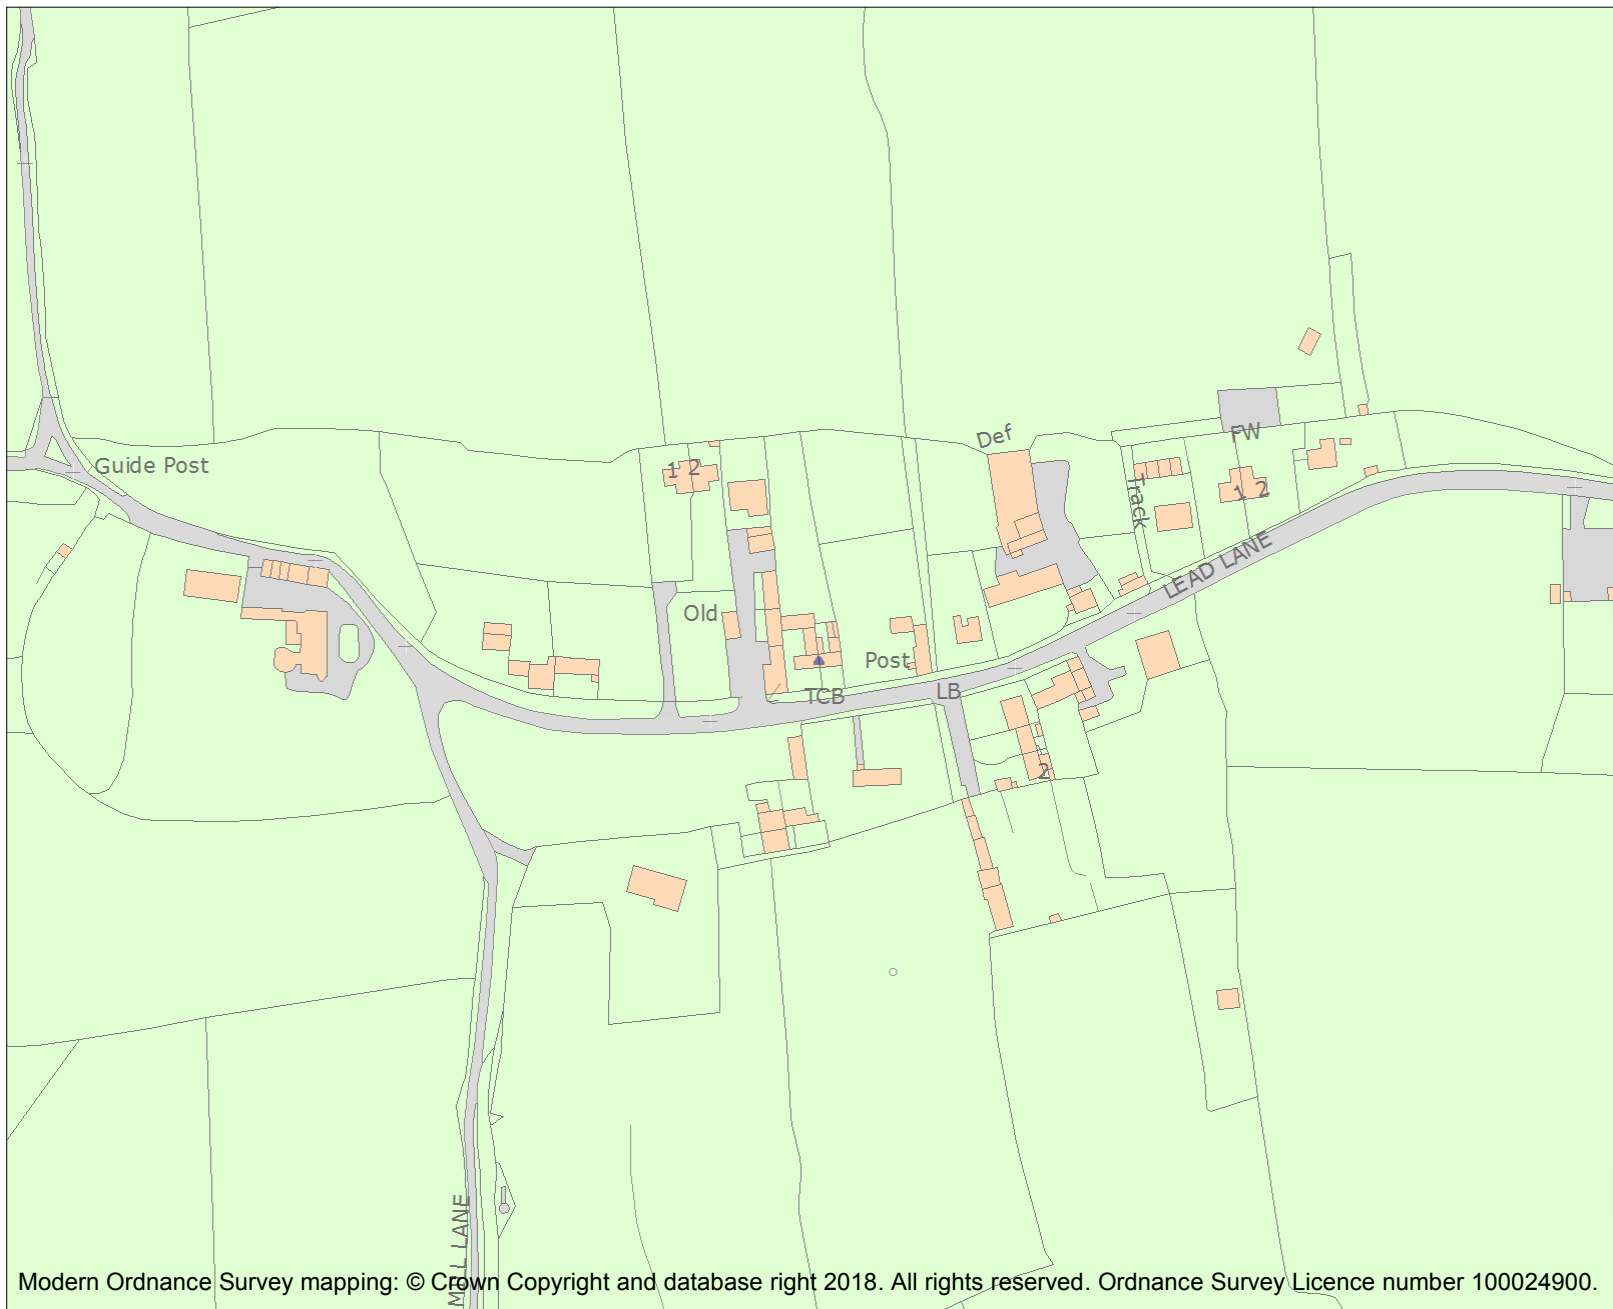 Def
FW
Guide Post
1 2
Track
1 2
LEAD LANE
Old
Post
TCB
LB
2
MILL LANE
Modern Ordnance Survey mapping: © Crown Copyright and database right 2018. All rights reserved. Ordnance Survey Licence number 100024900.